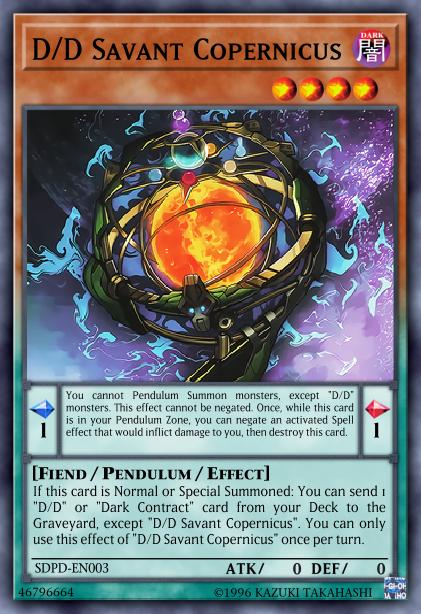 D/D Savant Copernicus
DARK
闇
You cannot Pendulum Summon monsters, except "D/D"
monsters. This effect cannot be negated. Once, while this card
is in your Pendulum Zone, you can negate an activated Spell
effect that would inflict damage to you, then destroy this card.
1
1
[Fiend / Pendulum / Effect]
If this card is Normal or Special Summoned: You can send 1
"D/D" or "Dark Contract" card from your Deck to the
Graveyard, except "D/D Savant Copernicus". You can only
use this effect of "D/D Savant Copernicus" once per turn.
SDPD-EN003 ATK/ 0 DEF/ 0
46796664 ©1996 KAZUKI TAKAHASHI